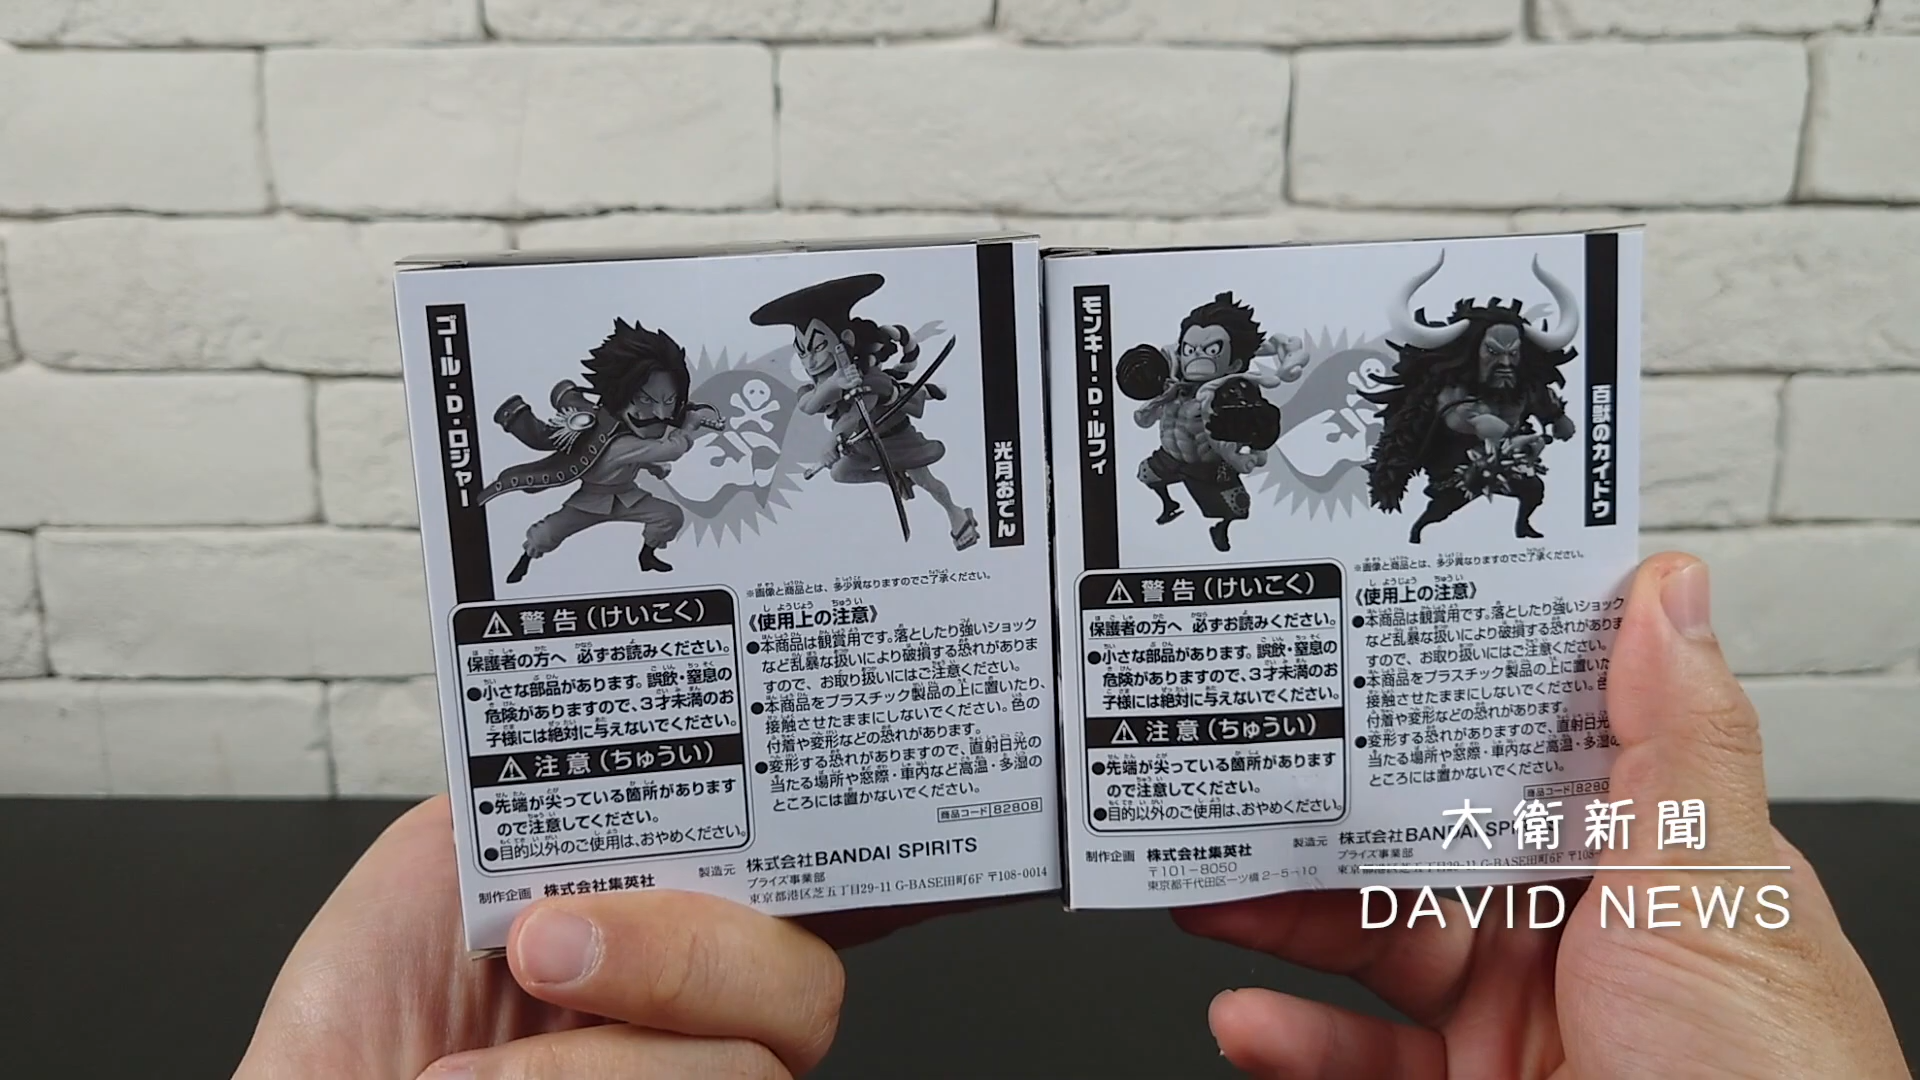 ゴール・D・ロジャー
光月おでん
※画像と商品とは、多少異なりますのでご了承ください。
⚠警告(けいこく)
保護者の方へ 必ずお読みください。
●小さな部品があります。誤飲・窒息の
危険がありますので、3才未満のお
子様には絶対に与えないでください。
⚠注意(ちゅうい)
●先端が尖っている箇所があります
ので注意してください。
●目的以外のご使用は、おやめください。
《使用上の注意》
●本商品は観賞用です。落としたり強いショック
など乱暴な扱いにより破損する恐れがありま
すので、お取り扱いにはご注意ください。
●本商品をプラスチック製品の上に置いたり、
接触させたままにしないでください。色の
付着や変形などの恐れがあります。
●変形する恐れがありますので、直射日光の
当たる場所や窓際・車内など高温・多湿の
ところには置かないでください。
商品コード 82808
制作企画 株式会社集英社
製造元 株式会社BANDAI SPIRITS
プライズ事業部
東京都港区芝五丁目29-11 G-BASE田町6F 〒108-0014
モンキー・D・ルフィ
百獣のカイドウ
※画像と商品とは、多少異なりますのでご了承ください。
⚠警告(けいこく)
保護者の方へ 必ずお読みください。
●小さな部品があります。誤飲・窒息の
危険がありますので、3才未満のお
子様には絶対に与えないでください。
⚠注意(ちゅうい)
●先端が尖っている箇所があります
ので注意してください。
●目的以外のご使用は、おやめください。
《使用上の注意》
●本商品は観賞用です。落としたり強いショック
など乱暴な扱いにより破損する恐れがありま
すので、お取り扱いにはご注意ください。
●本商品をプラスチック製品の上に置いた
接触させたままにしないでください。色
付着や変形などの恐れがあります。
●変形する恐れがありますので、直射日光
当たる場所や窓際・車内など高温・多湿の
ところには置かないでください。
商品コード 8280
制作企画 株式会社集英社
〒101-8050
東京都千代田区一ツ橋2-5-10
製造元 株式会社BANDAI SPIRITS
プライズ事業部
東京都港区芝五丁目29-11 G-BASE田町6F 〒108-
大衛新聞
DAVID NEWS